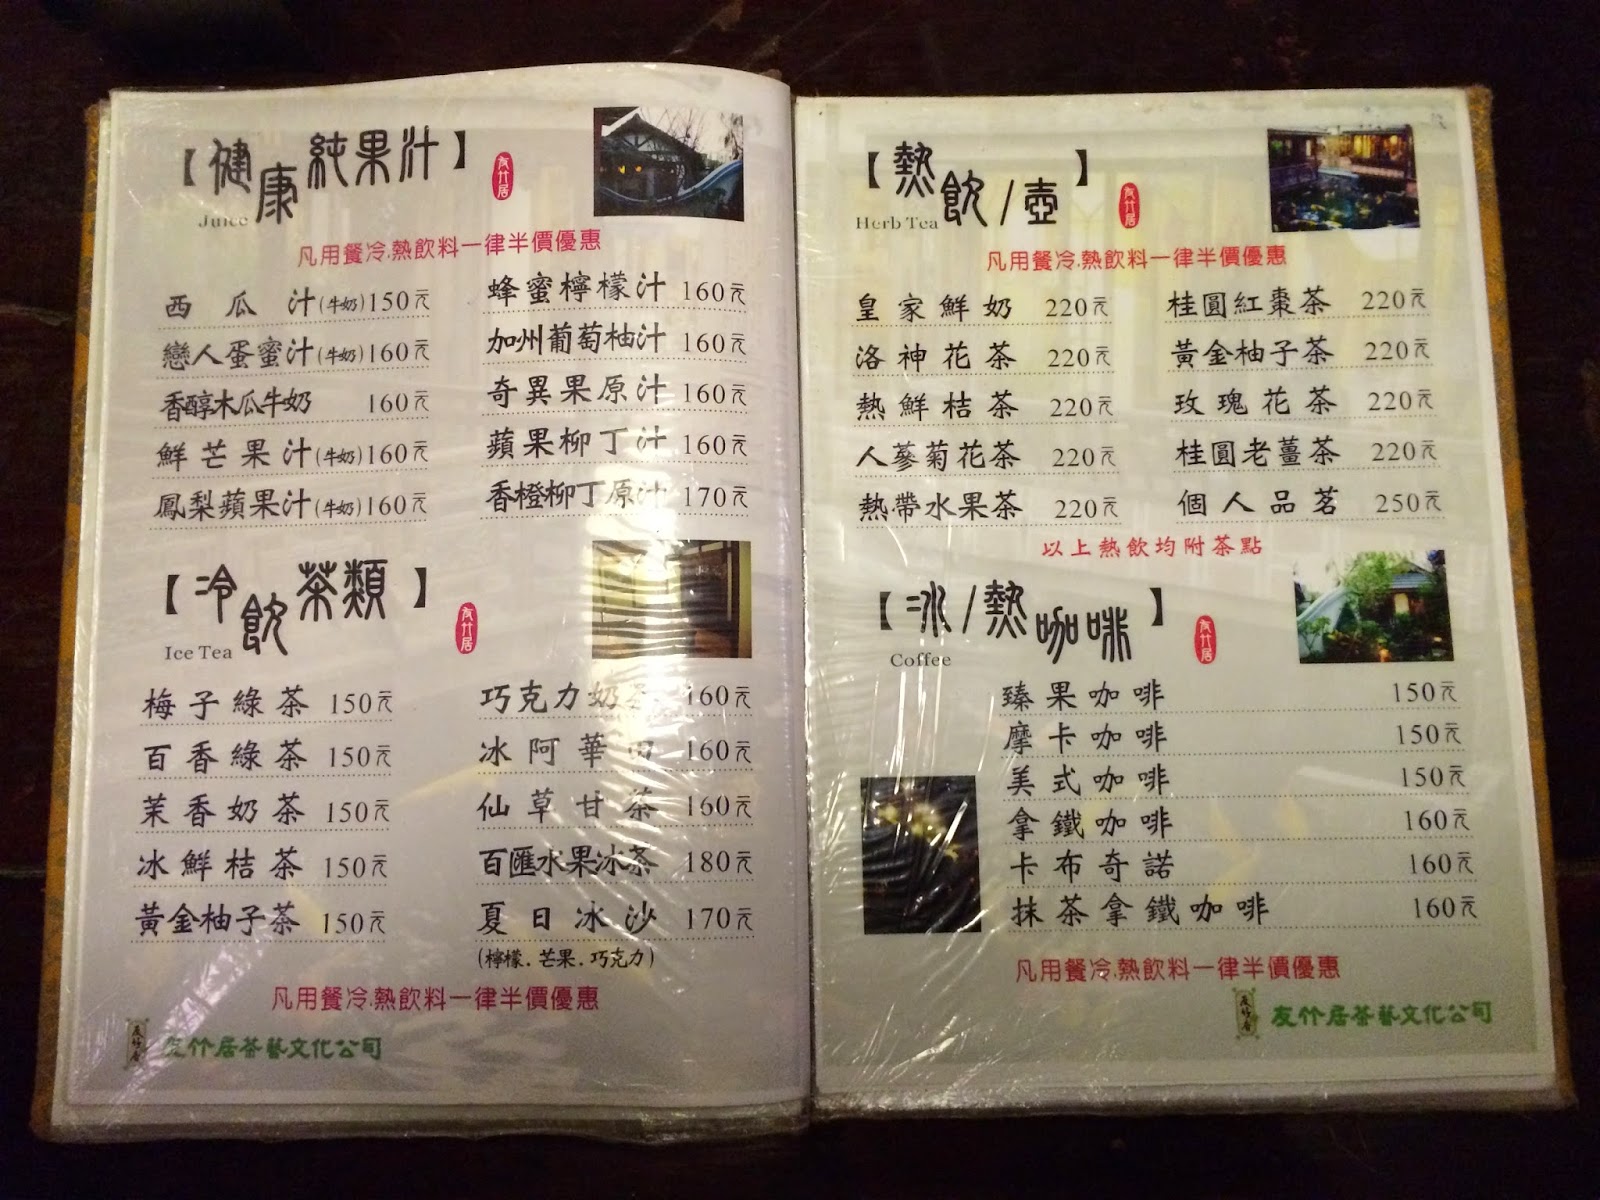 【健康純果汁】
Juice
友竹居
凡用餐冷.熱飲料一律半價優惠
西瓜汁(牛奶)150元
戀人蛋蜜汁(牛奶)160元
香醇木瓜牛奶 160元
鮮芒果汁(牛奶)160元
鳳梨蘋果汁(牛奶)160元
蜂蜜檸檬汁 160元
加州葡萄柚汁 160元
奇異果原汁 160元
蘋果柳丁汁 160元
香橙柳丁原汁 170元
【冷飲茶類】
Ice Tea
友竹居
梅子綠茶 150元
百香綠茶 150元
茉香奶茶 150元
冰鮮桔茶 150元
黃金柚子茶 150元
巧克力奶茶 160元
冰阿華田 160元
仙草甘茶 160元
百匯水果冰茶 180元
夏日冰沙 170元
(檸檬.芒果.巧克力)
凡用餐冷.熱飲料一律半價優惠
友竹居
友竹居茶藝文化公司
【熱飲/壺】
Herb Tea
友竹居
凡用餐冷.熱飲料一律半價優惠
皇家鮮奶 220元
洛神花茶 220元
熱鮮桔茶 220元
人蔘菊花茶 220元
熱帶水果茶 220元
桂圓紅棗茶 220元
黃金柚子茶 220元
玫瑰花茶 220元
桂圓老薑茶 220元
個人品茗 250元
以上熱飲均附茶點
【冰/熱咖啡】
Coffee
友竹居
臻果咖啡 150元
摩卡咖啡 150元
美式咖啡 150元
拿鐵咖啡 160元
卡布奇諾 160元
抹茶拿鐵咖啡 160元
凡用餐冷.熱飲料一律半價優惠
友竹居
友竹居茶藝文化公司